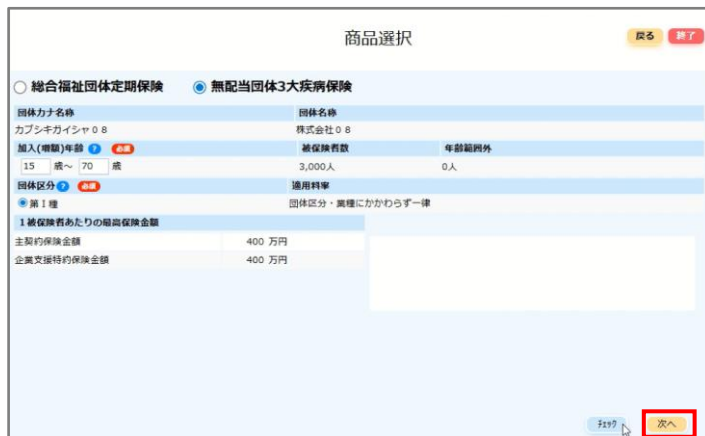 商品選択
戻る 終了
総合福祉団体定期保険 無配当団体3大疾病保険
団体カナ名称 団体名称
カブシキガイシャ08 株式会社08
加入(増額)年齢 ? 必須 被保険者数 年齢範囲外
15 歳~ 70 歳 3,000人 0人
団体区分 ? 必須 適用料率
第Ⅰ種 団体区分・業種にかかわらず一律
1被保険者あたりの最高保険金額
主契約保険金額 400 万円
企業支援特約保険金額 400 万円
チェック 次へ